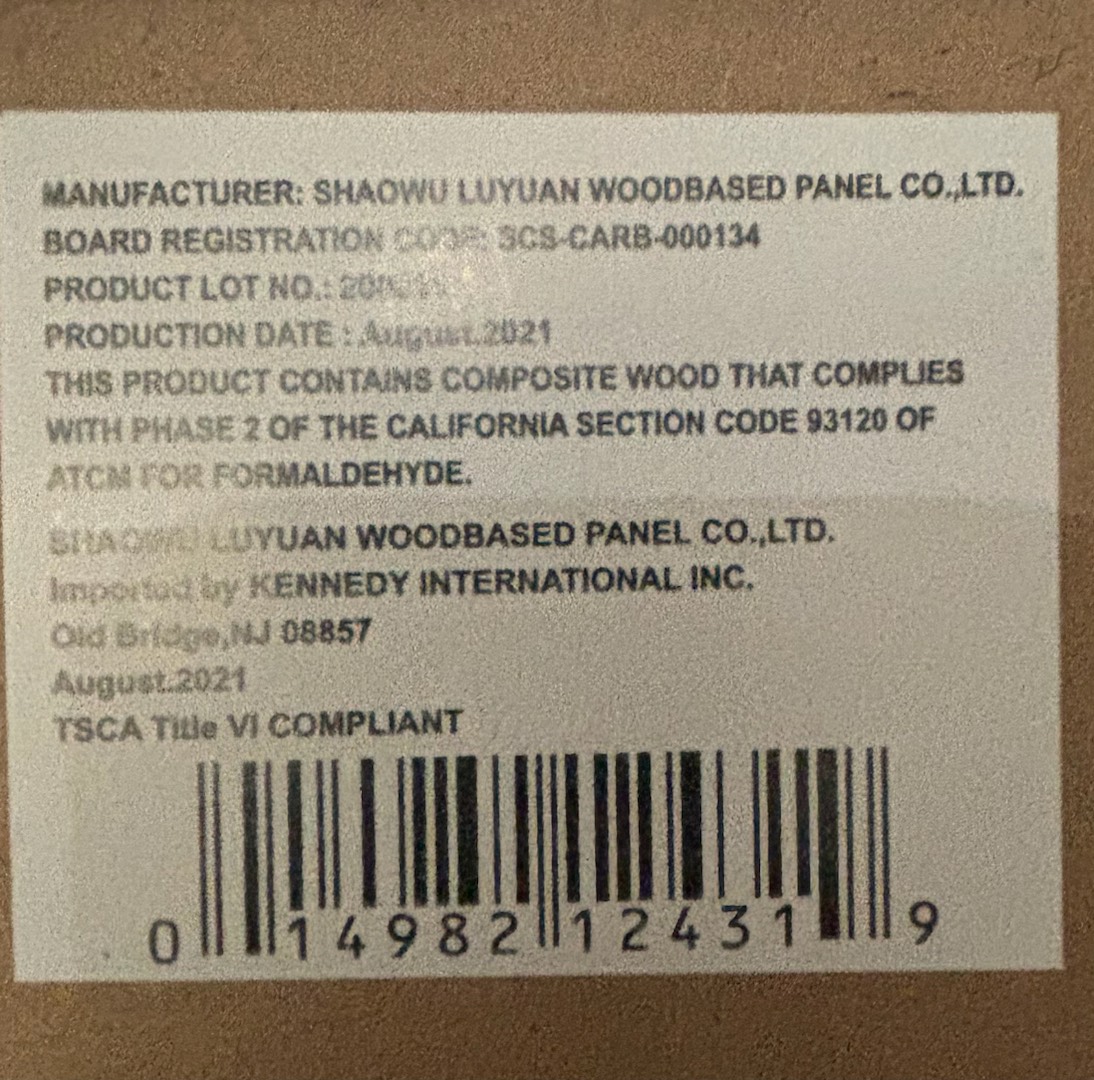 MANUFACTURER: SHAOWU LUYUAN WOODBASED PANEL CO.,LTD.
BOARD REGISTRATION CODE: SCS-CARB-000134
PRODUCT LOT NO.:
PRODUCTION DATE : August.2021
THIS PRODUCT CONTAINS COMPOSITE WOOD THAT COMPLIES
WITH PHASE 2 OF THE CALIFORNIA SECTION CODE 93120 OF
ATCM FOR FORMALDEHYDE.
SHAOWU LUYUAN WOODBASED PANEL CO.,LTD.
Imported by KENNEDY INTERNATIONAL INC.
Old Bridge,NJ 08857
August.2021
TSCA Title VI COMPLIANT
0 14982 12431 9